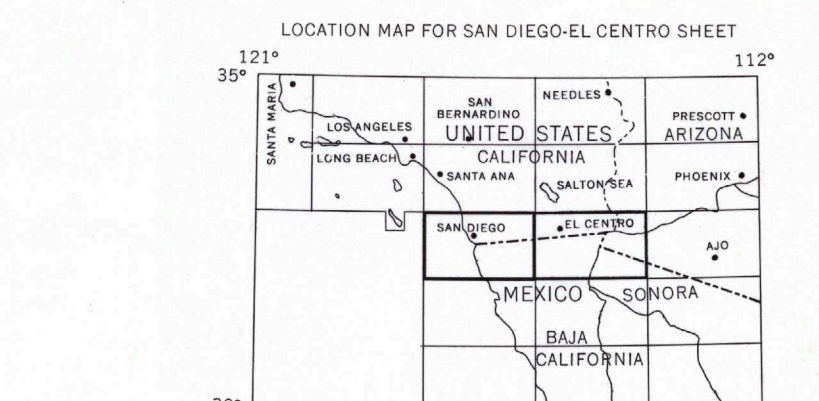 LOCATION MAP FOR SAN DIEGO-EL CENTRO SHEET
121°
112°
35°
SANTA MARIA
NEEDLES
SAN
BERNARDINO
PRESCOTT
LOS ANGELES
UNITED STATES
ARIZONA
LONG BEACH
CALIFORNIA
SANTA ANA
SALTON SEA
PHOENIX
SAN DIEGO
EL CENTRO
AJO
MEXICO
SONORA
BAJA
CALIFORNIA